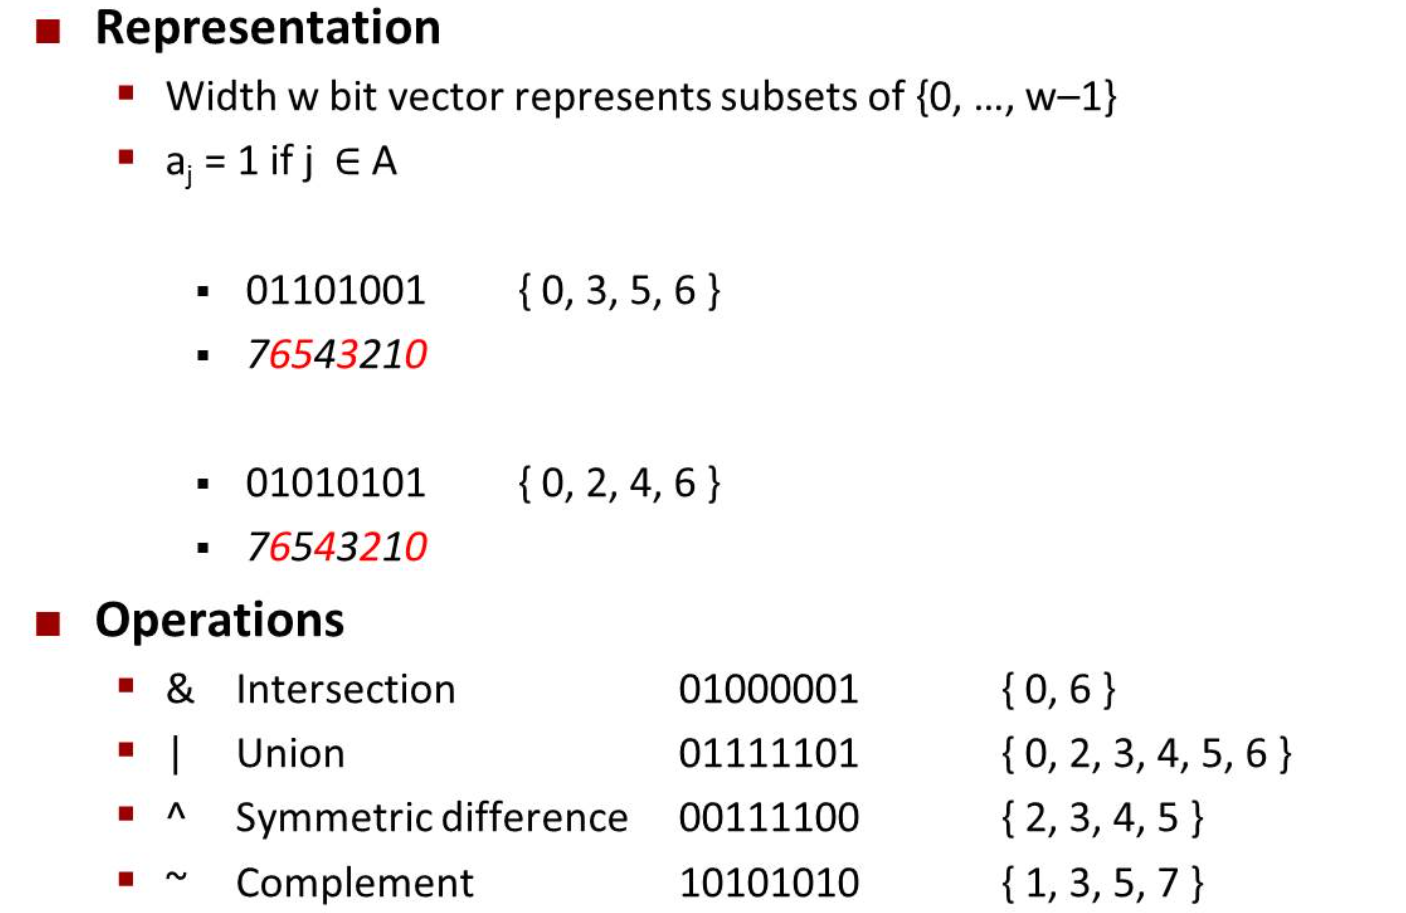 Representation
Width w bit vector represents subsets of {0, ..., w–1}
aⱼ = 1 if j ∈ A
01101001 { 0, 3, 5, 6 }
76543210
01010101 { 0, 2, 4, 6 }
76543210
Operations
& Intersection 01000001 { 0, 6 }
| Union 01111101 { 0, 2, 3, 4, 5, 6 }
^ Symmetric difference 00111100 { 2, 3, 4, 5 }
~ Complement 10101010 { 1, 3, 5, 7 }